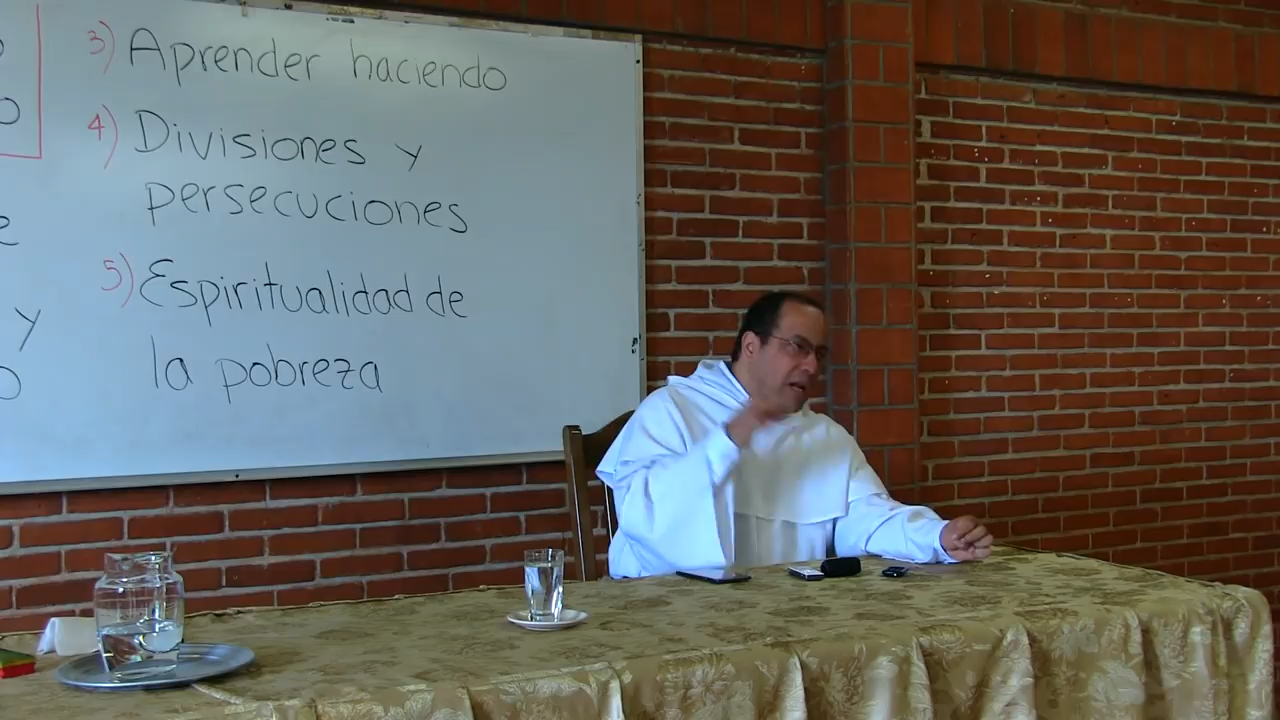 3) Aprender haciendo
4) Divisiones y
persecuciones
5) Espiritualidad de
la pobreza
y